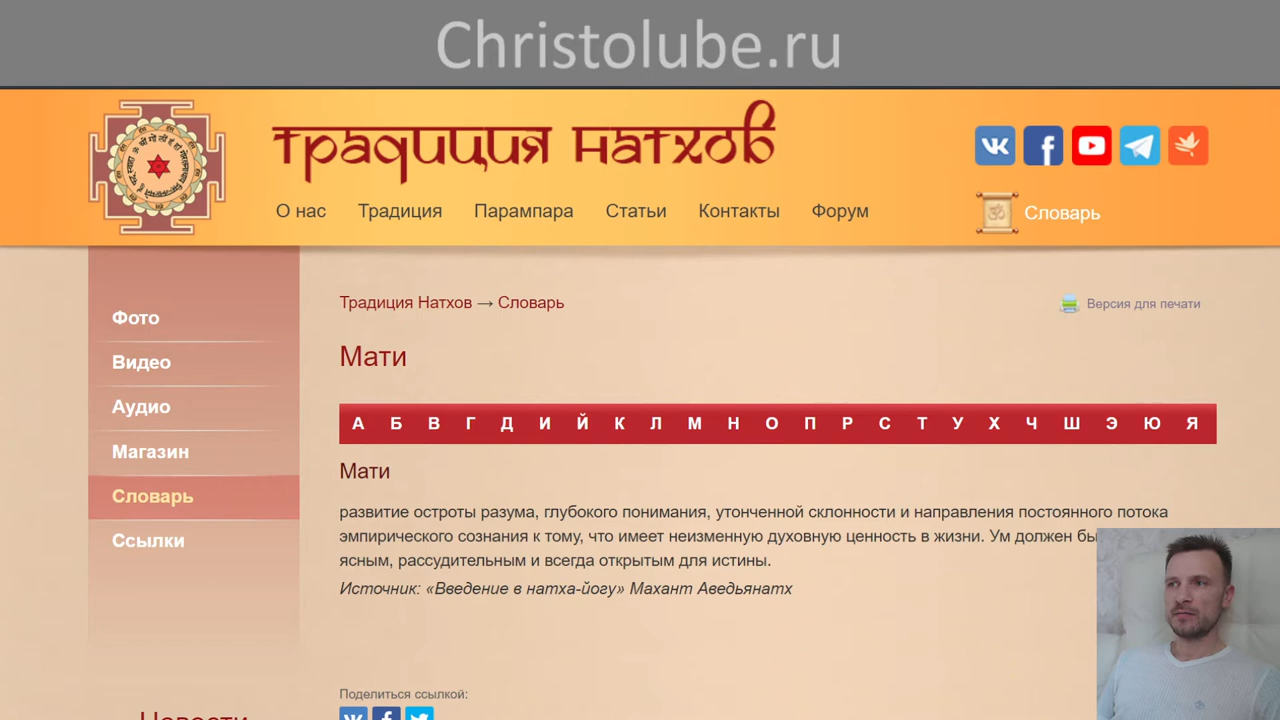 Christolube.ru
традиция натхов
О нас Традиция Парампара Статьи Контакты Форум
Словарь
Фото
Видео
Аудио
Магазин
Словарь
Ссылки
Традиция Натхов → Словарь
Версия для печати
Мати
А Б В Г Д И Й К Л М Н О П Р С Т У Х Ч Ш Э Ю Я
Мати
развитие остроты разума, глубокого понимания, утонченной склонности и направления постоянного потока
эмпирического сознания к тому, что имеет неизменную духовную ценность в жизни. Ум должен бы
ясным, рассудительным и всегда открытым для истины.
Источник: «Введение в натха-йогу» Махант Аведьянатх
Поделиться ссылкой:
Новости